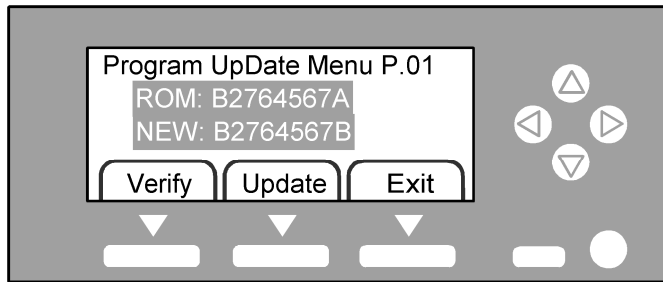 Program UpDate Menu P.01
ROM: B2764567A
NEW: B2764567B
Verify Update Exit